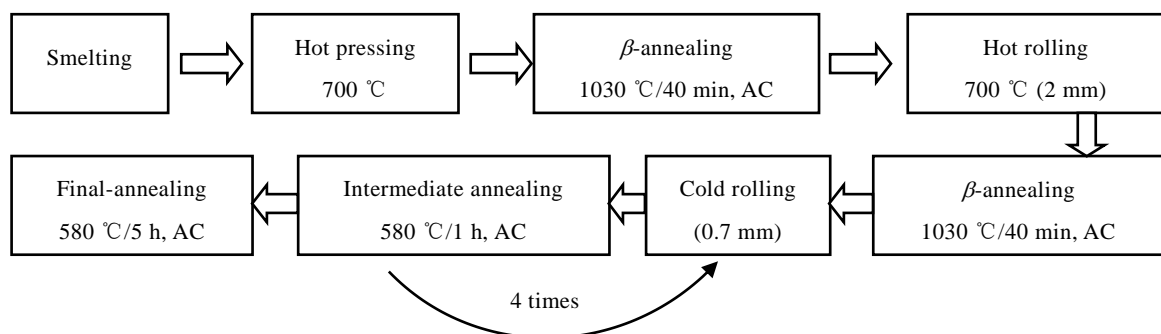 Smelting
Hot pressing
700 ℃
β-annealing
1030 ℃/40 min, AC
Hot rolling
700 ℃ (2 mm)
Final-annealing
580 ℃/5 h, AC
Intermediate annealing
580 ℃/1 h, AC
Cold rolling
(0.7 mm)
β-annealing
1030 ℃/40 min, AC
4 times